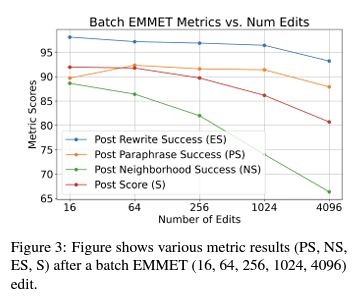 Batch EMMET Metrics vs. Num Edits
Metric Scores
95
90
85
80
75
70
65
Post Rewrite Success (ES)
Post Paraphrase Success (PS)
Post Neighborhood Success (NS)
Post Score (S)
16 64 256 1024 4096
Number of Edits
Figure 3: Figure shows various metric results (PS, NS,
ES, S) after a batch EMMET (16, 64, 256, 1024, 4096)
edit.